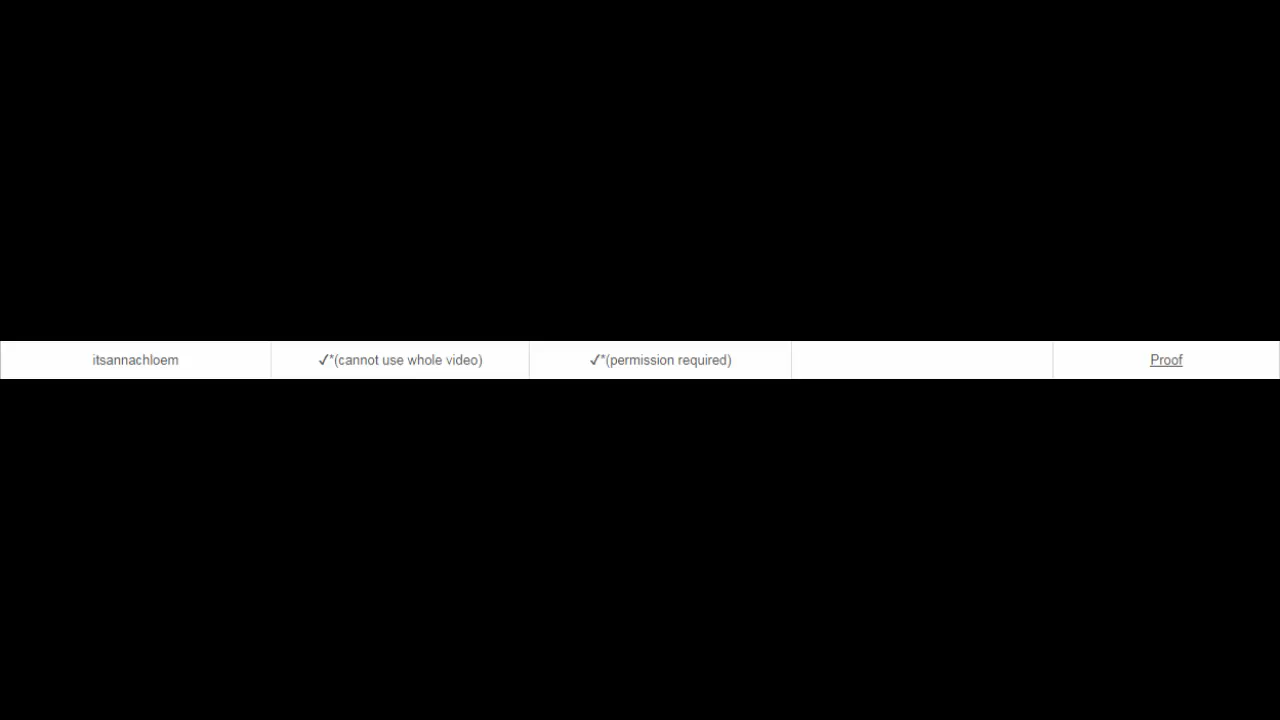 itsannachloem ✓*(cannot use whole video) ✓*(permission required) Proof